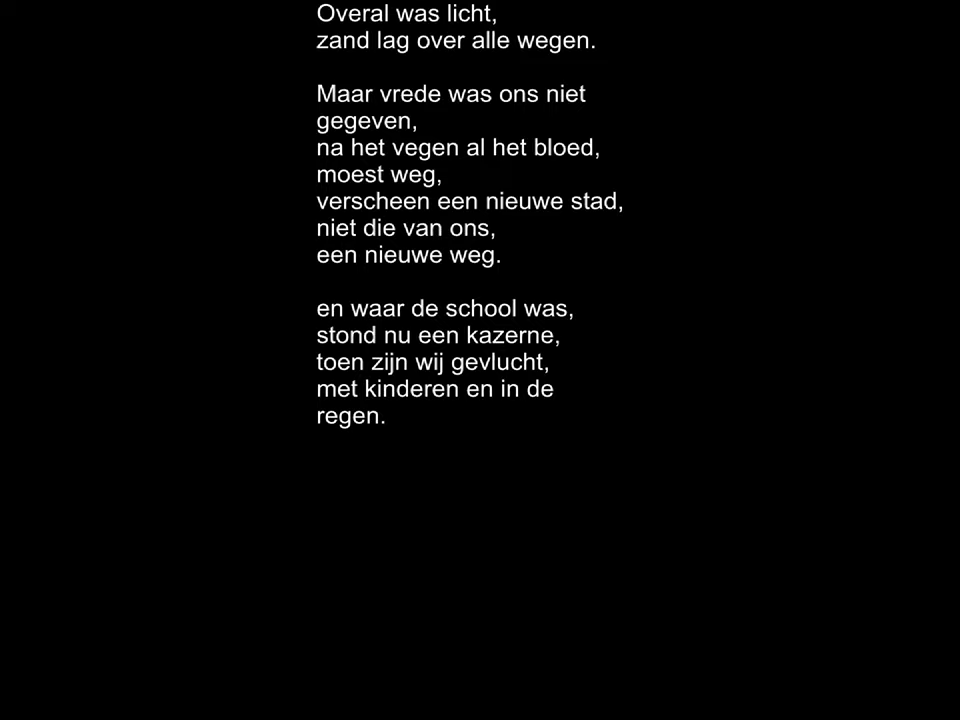 Overal was licht,
zand lag over alle wegen.
Maar vrede was ons niet
gegeven,
na het vegen al het bloed,
moest weg,
verscheen een nieuwe stad,
niet die van ons,
een nieuwe weg.
en waar de school was,
stond nu een kazerne,
toen zijn wij gevlucht,
met kinderen en in de
regen.